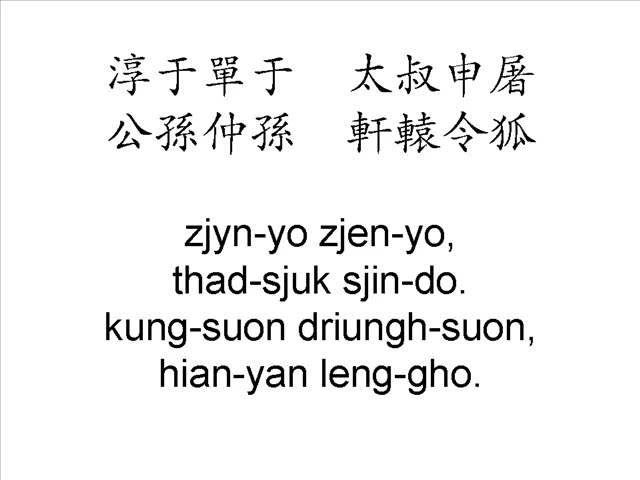 淳于單于　太叔申屠
公孫仲孫　軒轅令狐
zjyn-yo zjen-yo,
thad-sjuk sjin-do.
kung-suon driungh-suon,
hian-yan leng-gho.